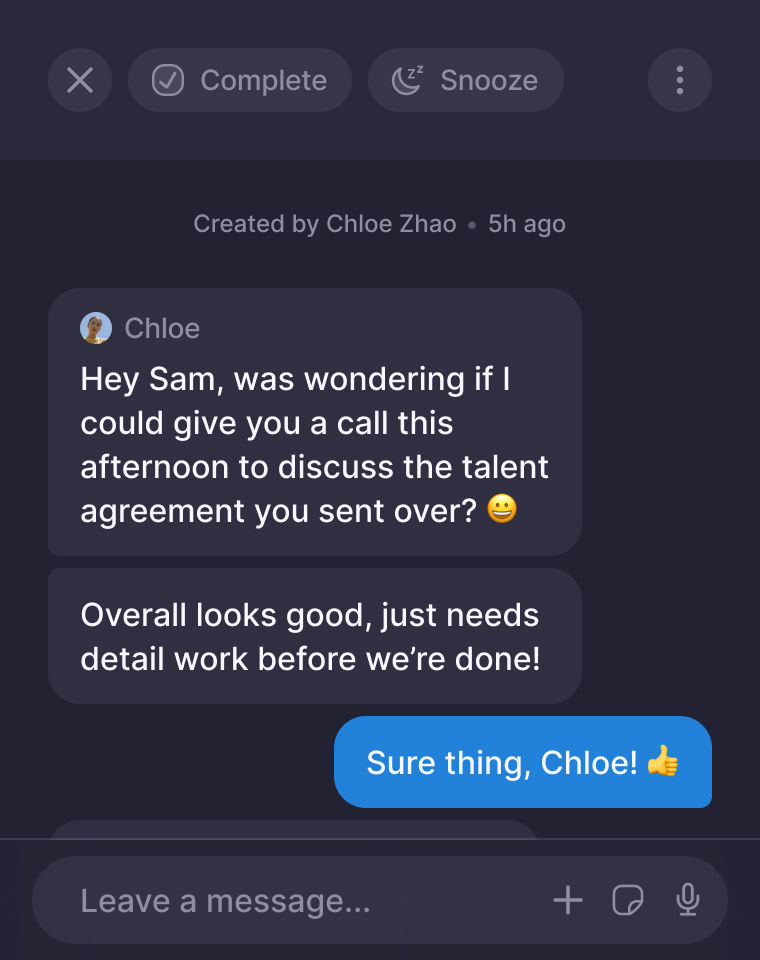 Complete
Snooze
Created by Chloe Zhao • 5h ago
Chloe
Hey Sam, was wondering if I
could give you a call this
afternoon to discuss the talent
agreement you sent over? 😀
Overall looks good, just needs
detail work before we’re done!
Sure thing, Chloe! 👍
Leave a message...